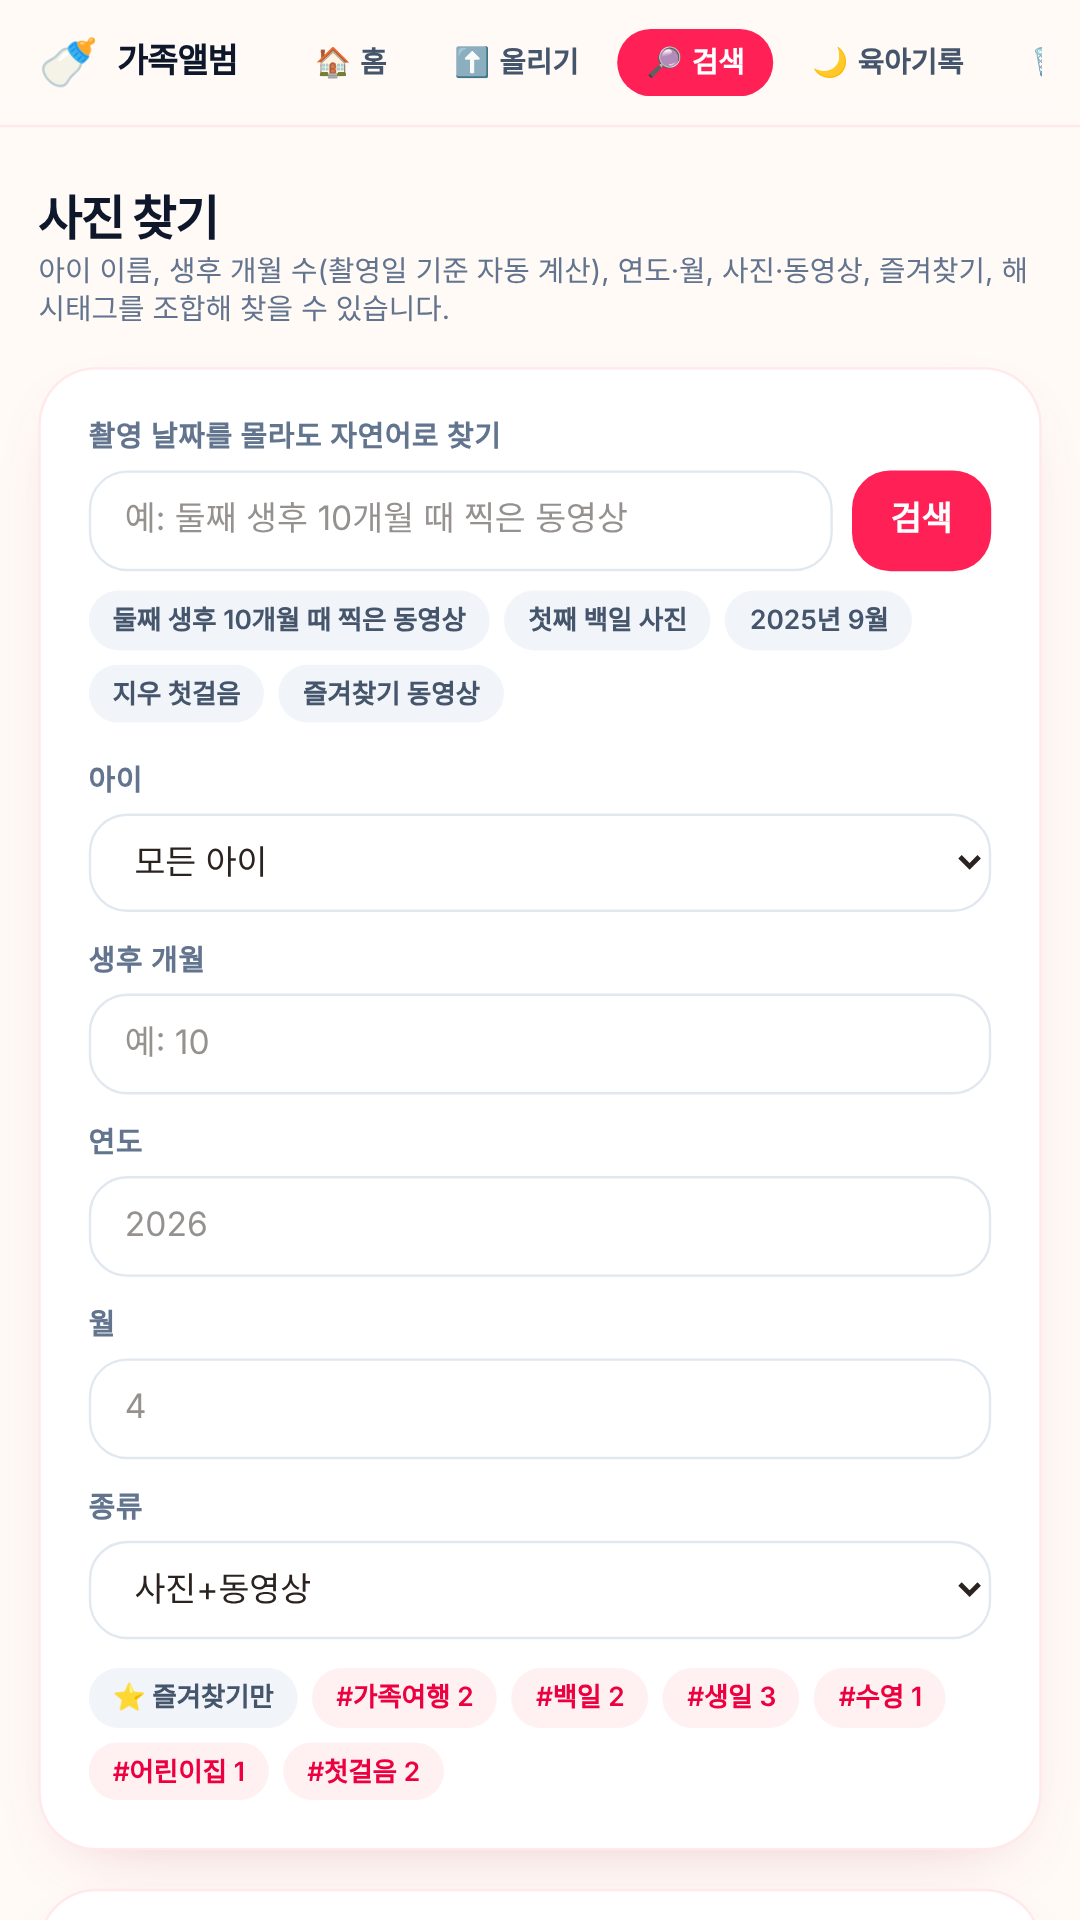 가족앨범
홈
올리기
검색
육아기록
사진 찾기
아이 이름, 생후 개월 수(촬영일 기준 자동 계산), 연도·월, 사진·동영상, 즐겨찾기, 해
시태그를 조합해 찾을 수 있습니다.
촬영 날짜를 몰라도 자연어로 찾기
예: 둘째 생후 10개월 때 찍은 동영상
검색
둘째 생후 10개월 때 찍은 동영상
첫째 백일 사진
2025년 9월
지우 첫걸음
즐겨찾기 동영상
아이
모든 아이
생후 개월
예: 10
연도
2026
월
4
종류
사진+동영상
즐겨찾기만
#가족여행 2
#백일 2
#생일 3
#수영 1
#어린이집 1
#첫걸음 2